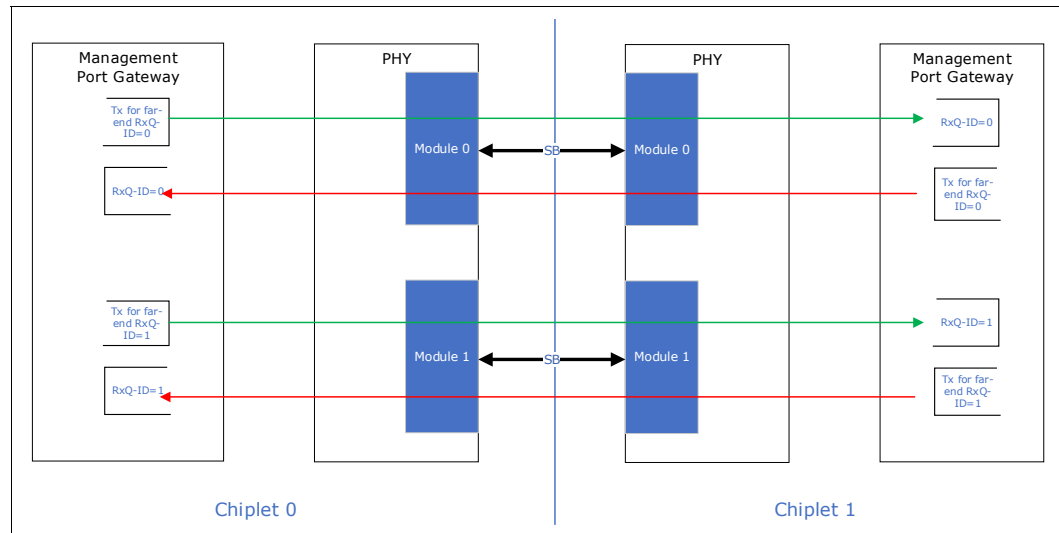 Management
Port Gateway
Tx for far-
end RxQ-
ID=0
RxQ-ID=0
Tx for far-
end RxQ-
ID=1
RxQ-ID=1
PHY
Module 0
Module 1
SB
SB
PHY
Module 0
Module 1
Management
Port Gateway
RxQ-ID=0
Tx for far-
end RxQ-
ID=0
RxQ-ID=1
Tx for far-
end RxQ-
ID=1
Chiplet 0
Chiplet 1